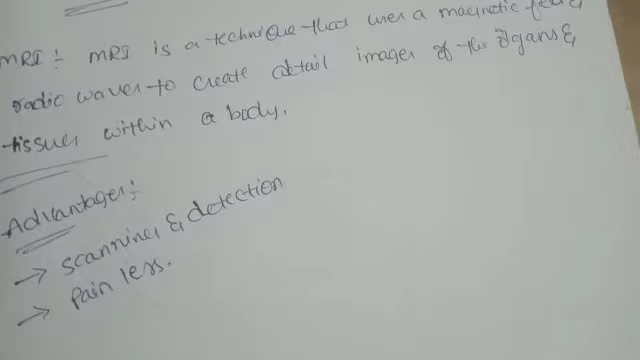 MRI :- MRI is a technique that uses a magnetic field,
radio waves to create detail images of the organs &
tissues within a body.
Advantages :-
→ Scanning & detection
→ Pain less.